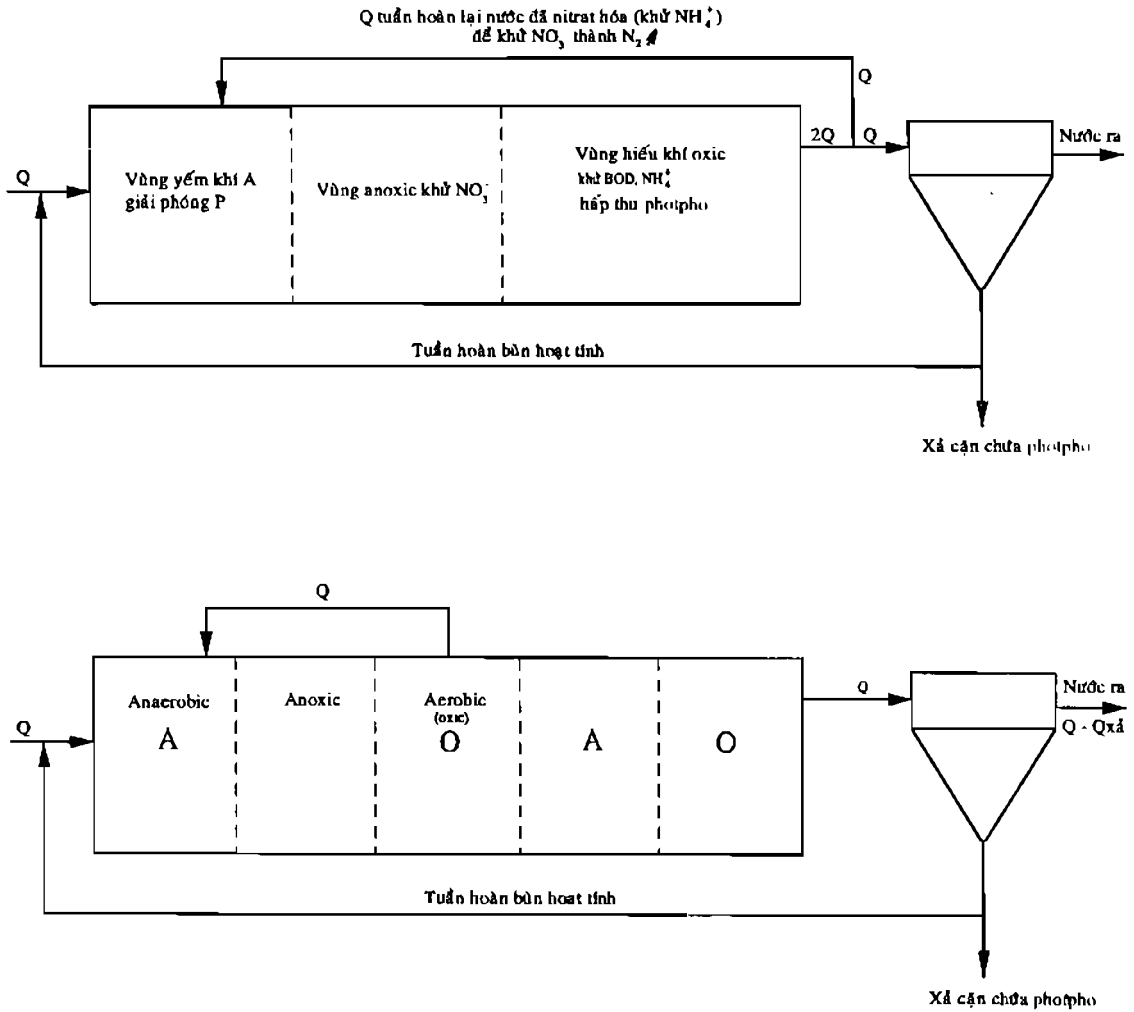 Q tuần hoàn lại nước đã nitrat hóa (khử NH₄⁺)
để khử NO₃ thành N₂
Q
2Q Q
Nước ra
Q
Vùng yếm khí A
giải phóng P
Vùng anoxic khử NO₃⁻
Vùng hiếu khí oxic
khử BOD, NH₄⁺
hấp thu photpho
Tuần hoàn bùn hoạt tính
Xả cặn chứa photpho
Q
Anaerobic
A
Anoxic
Aerobic
(oxic)
O
A
O
Q
Q
Nước ra
Q - Qxả
Tuần hoàn bùn hoat tính
Xả cặn chứa photpho